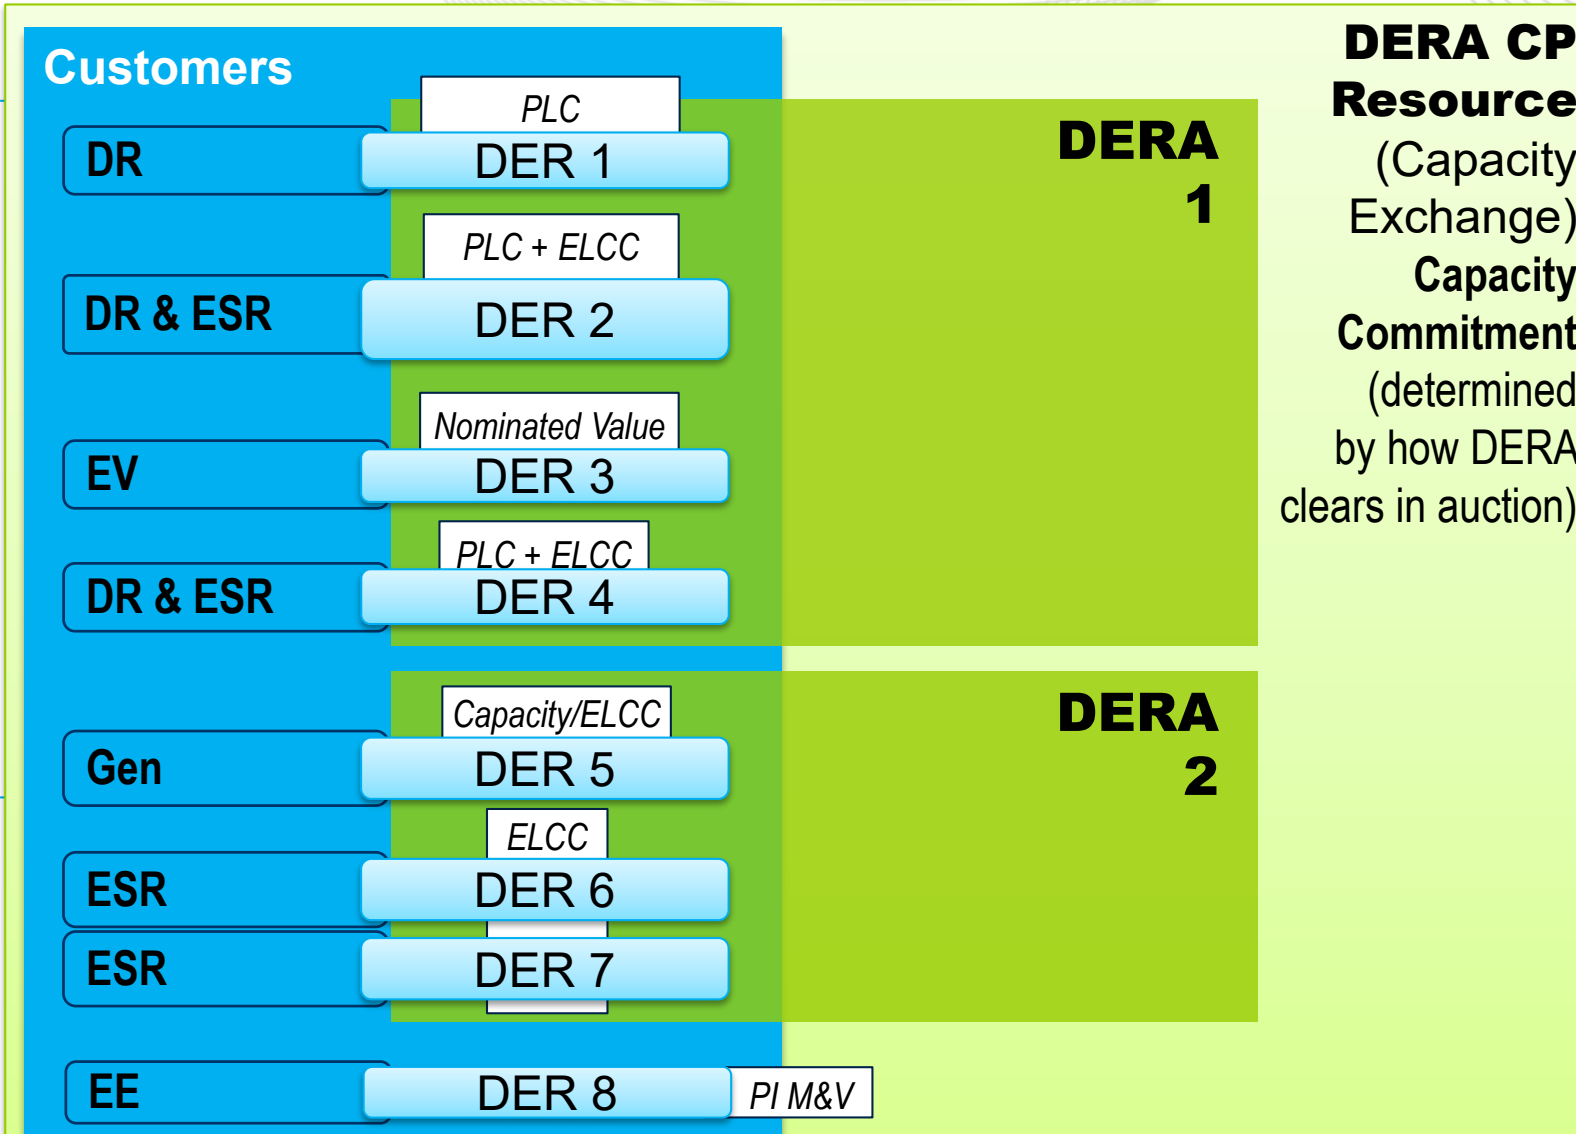 Customers
PLC
DR
DER 1
PLC + ELCC
DR & ESR
DER 2
Nominated Value
EV
DER 3
PLC + ELCC
DR & ESR
DER 4
DERA
1
Capacity/ELCC
Gen
DER 5
ELCC
ESR
DER 6
ESR
DER 7
DERA
2
EE
DER 8
PI M&V
DERA CP
Resource
(Capacity
Exchange)
Capacity
Commitment
(determined
by how DERA
clears in auction)